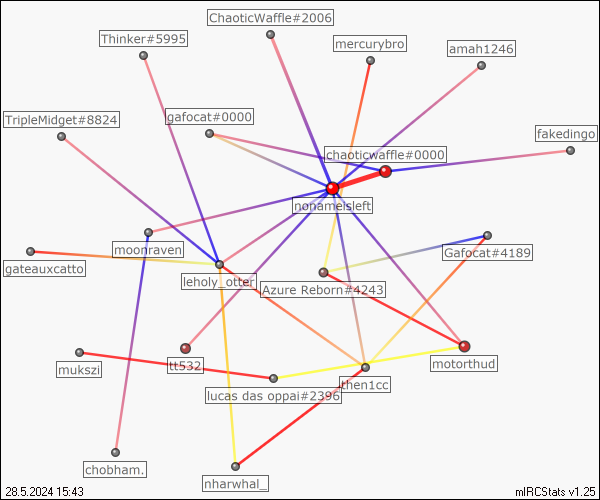 ChaoticWaffle#2006
Thinker#5995
mercurybro
amah1246
TripleMidget#8824
gafocat#0000
fakedingo
chaoticwaffle#0000
nonameisleft
moonraven
Gafocat#4189
gateauxcatto
leholy_otter
Azure Reborn#4243
tt532
motorthud
mukszi
then1cc
lucas das oppai#2396
chobham.
nharwhal_
28.5.2024 15:43
mIRCStats v1.25